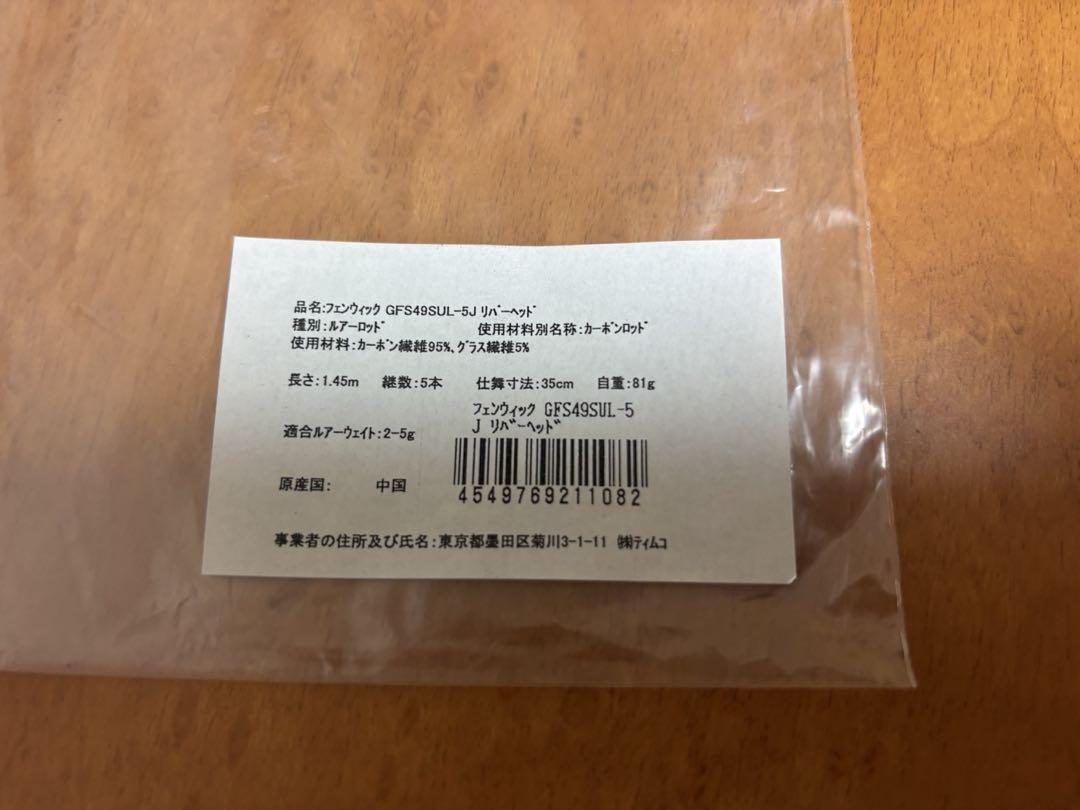 品名:フェンウィック GFS49SUL-5J リバーヘッド
種別:ルアーロッド 使用材料別名称:カーボンロッド
使用材料:カーボン繊維95%、グラス繊維5%
長さ:1.45m 継数:5本 仕舞寸法:35cm 自重:81g
フェンウィック GFS49SUL-5
J リバーヘッド
適合ルアーウェイト:2-5g
4549769211082
原産国: 中国
事業者の住所及び氏名:東京都墨田区菊川3-1-11 ㈱ティムコ